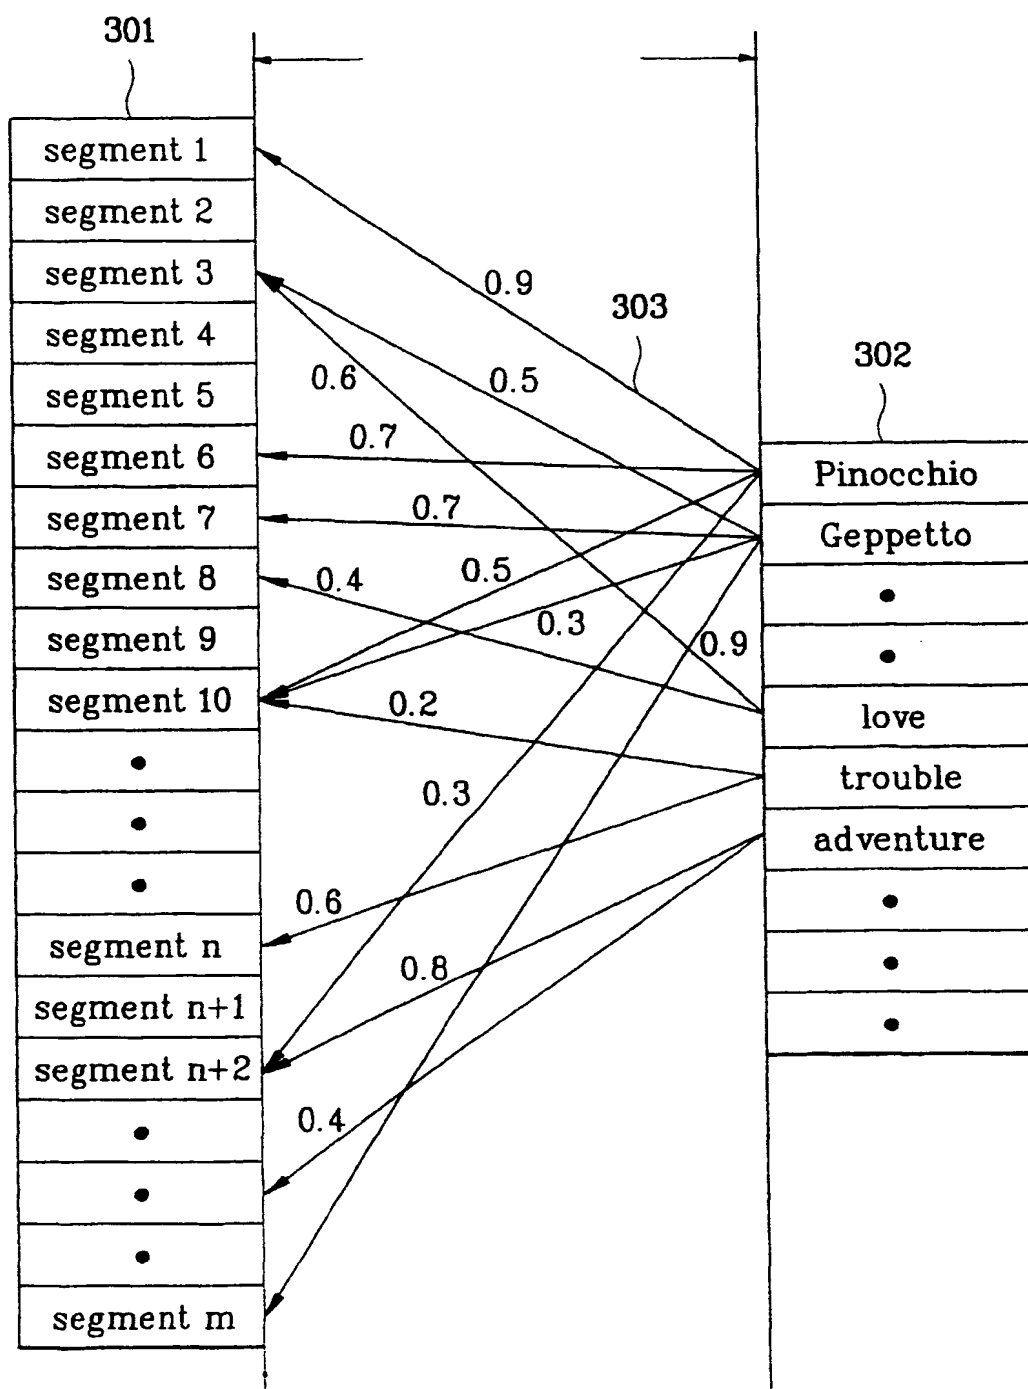 301
segment 1
segment 2
segment 3
segment 4
segment 5
segment 6
segment 7
segment 8
segment 9
segment 10
segment n
segment n+1
segment n+2
segment m
0.9
303
0.6
0.5
0.7
0.7
0.5
0.4
0.3
0.9
0.2
0.3
0.6
0.8
0.4
302
Pinocchio
Geppetto
love
trouble
adventure